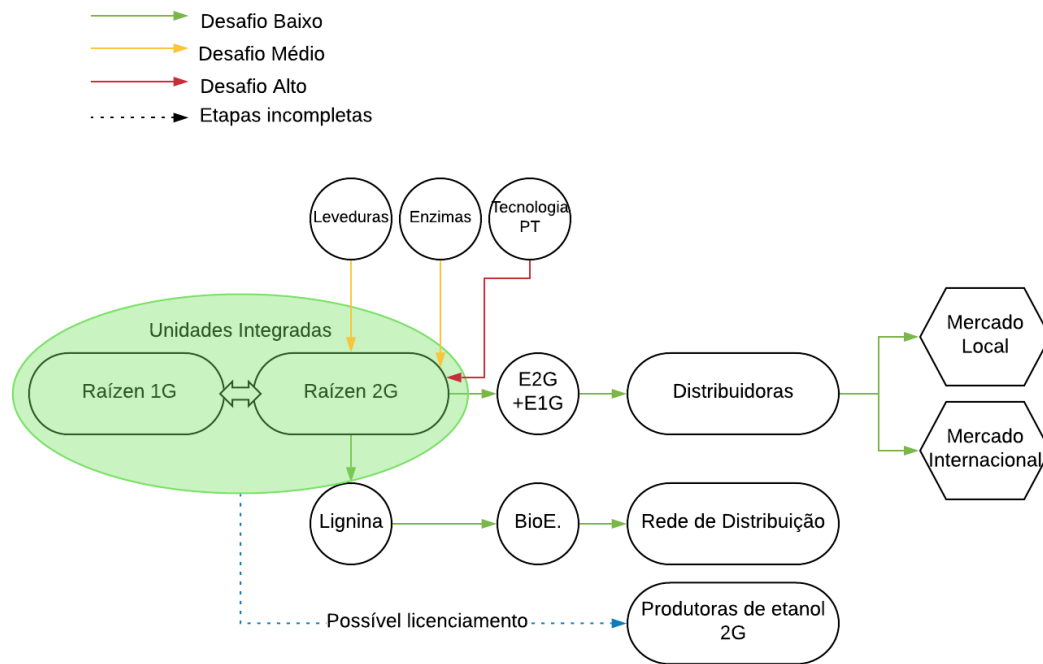 Desafio Baixo
Desafio Médio
Desafio Alto
Etapas incompletas
Leveduras
Enzimas
Tecnologia
PT
Unidades Integradas
Raízen 1G
Raízen 2G
E2G
+E1G
Distribuidoras
Mercado
Local
Mercado
Internacional
Lignina
BioE.
Rede de Distribuição
Possível licenciamento
Produtoras de etanol
2G